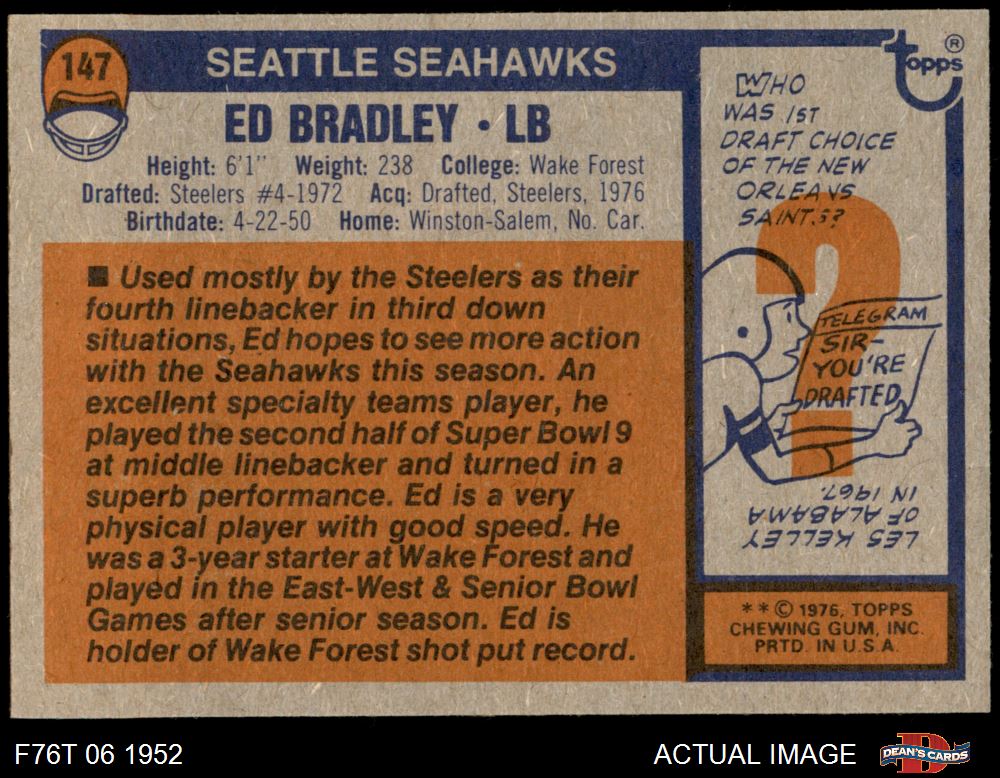 147
SEATTLE SEAHAWKS
ED BRADLEY · LB
Height: 6'1" Weight: 238 College: Wake Forest
Drafted: Steelers #4-1972 Acq: Drafted, Steelers, 1976
Birthdate: 4-22-50 Home: Winston-Salem, No. Car.
■ Used mostly by the Steelers as their
fourth linebacker in third down
situations, Ed hopes to see more action
with the Seahawks this season. An
excellent specialty teams player, he
played the second half of Super Bowl 9
at middle linebacker and turned in a
superb performance. Ed is a very
physical player with good speed. He
was a 3-year starter at Wake Forest and
played in the East-West & Senior Bowl
Games after senior season. Ed is
holder of Wake Forest shot put record.
topps ®
WHO
WAS 1ST
DRAFT CHOICE
OF THE NEW
ORLEANS
SAINTS?
?
TELEGRAM
SIR—
YOU'RE
DRAFTED
LES KELLEY
OF ALABAMA
IN 1967.
** © 1976, TOPPS
CHEWING GUM, INC.
PRTD. IN U.S.A.
F76T 06 1952
ACTUAL IMAGE
DEAN'S CARDS